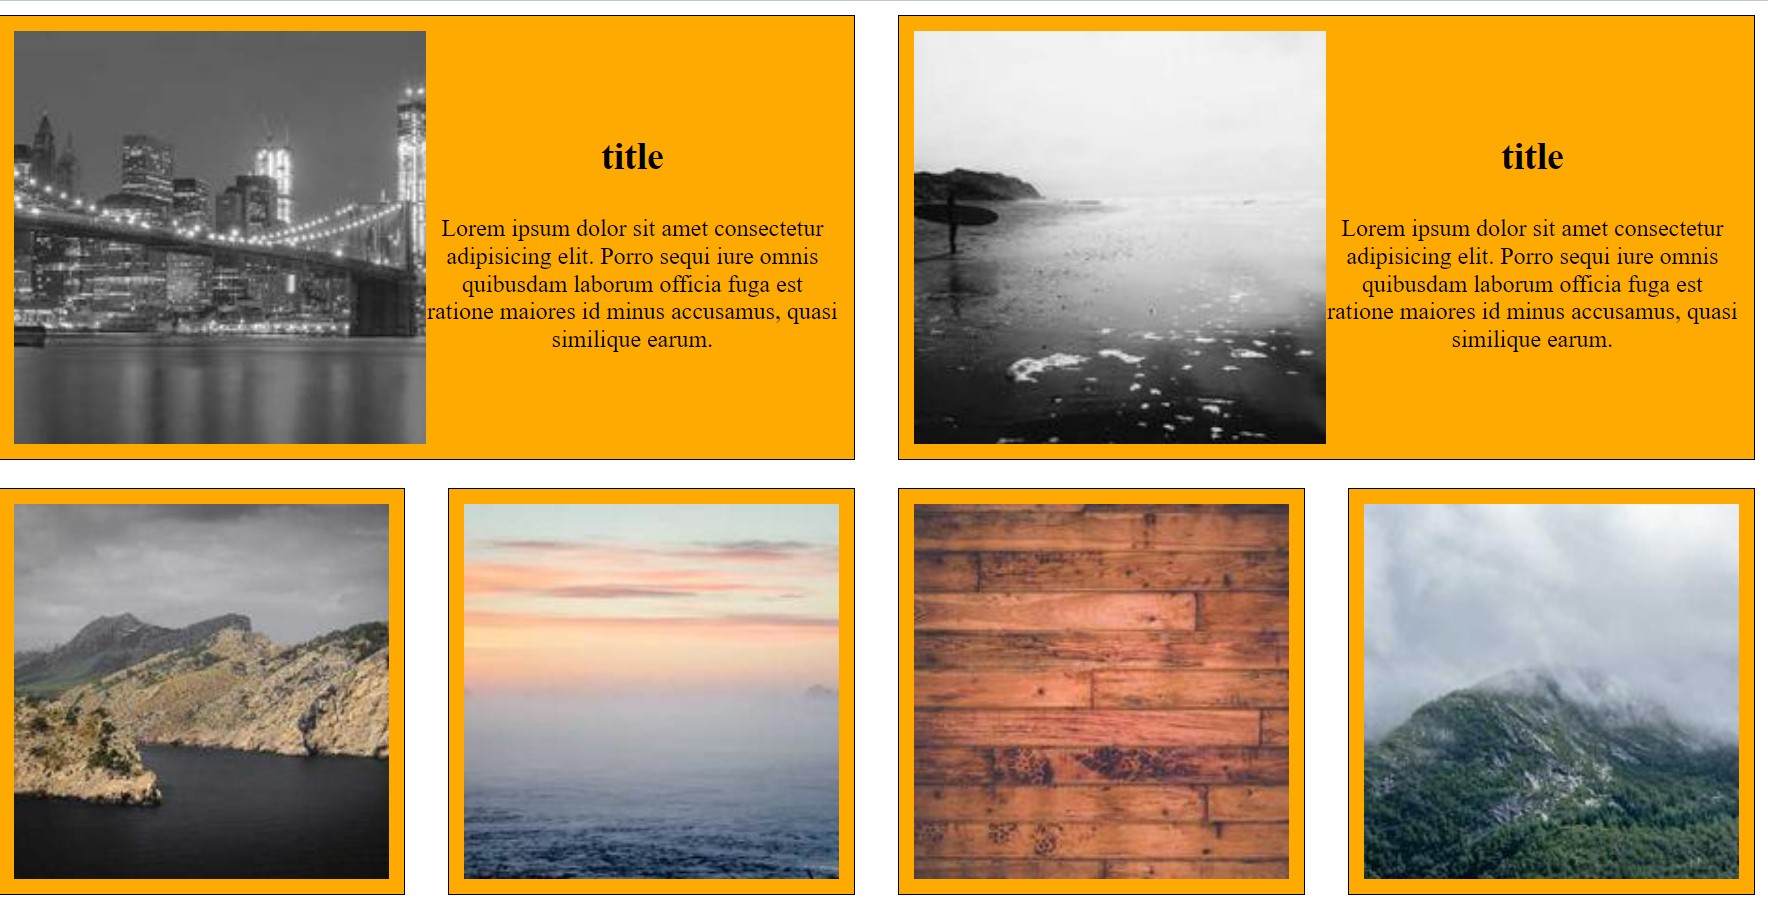 title
Lorem ipsum dolor sit amet consectetur
adipisicing elit. Porro sequi iure omnis
quibusdam laborum officia fuga est
ratione maiores id minus accusamus, quasi
similique earum.
title
Lorem ipsum dolor sit amet consectetur
adipisicing elit. Porro sequi iure omnis
quibusdam laborum officia fuga est
ratione maiores id minus accusamus, quasi
similique earum.